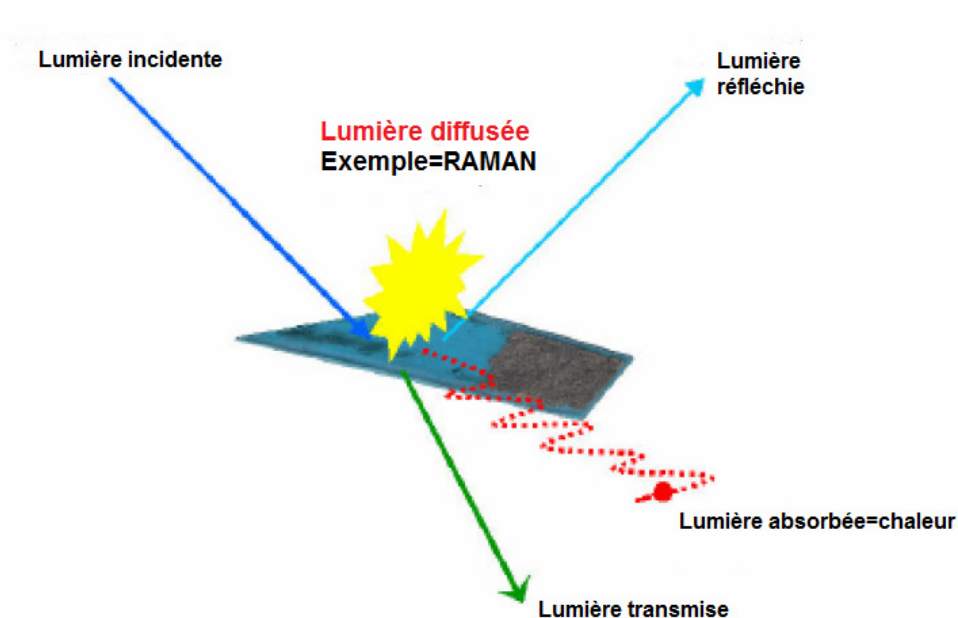 Lumière incidente
Lumière
réfléchie
Lumière diffusée
Exemple=RAMAN
Lumière absorbée=chaleur
Lumière transmise